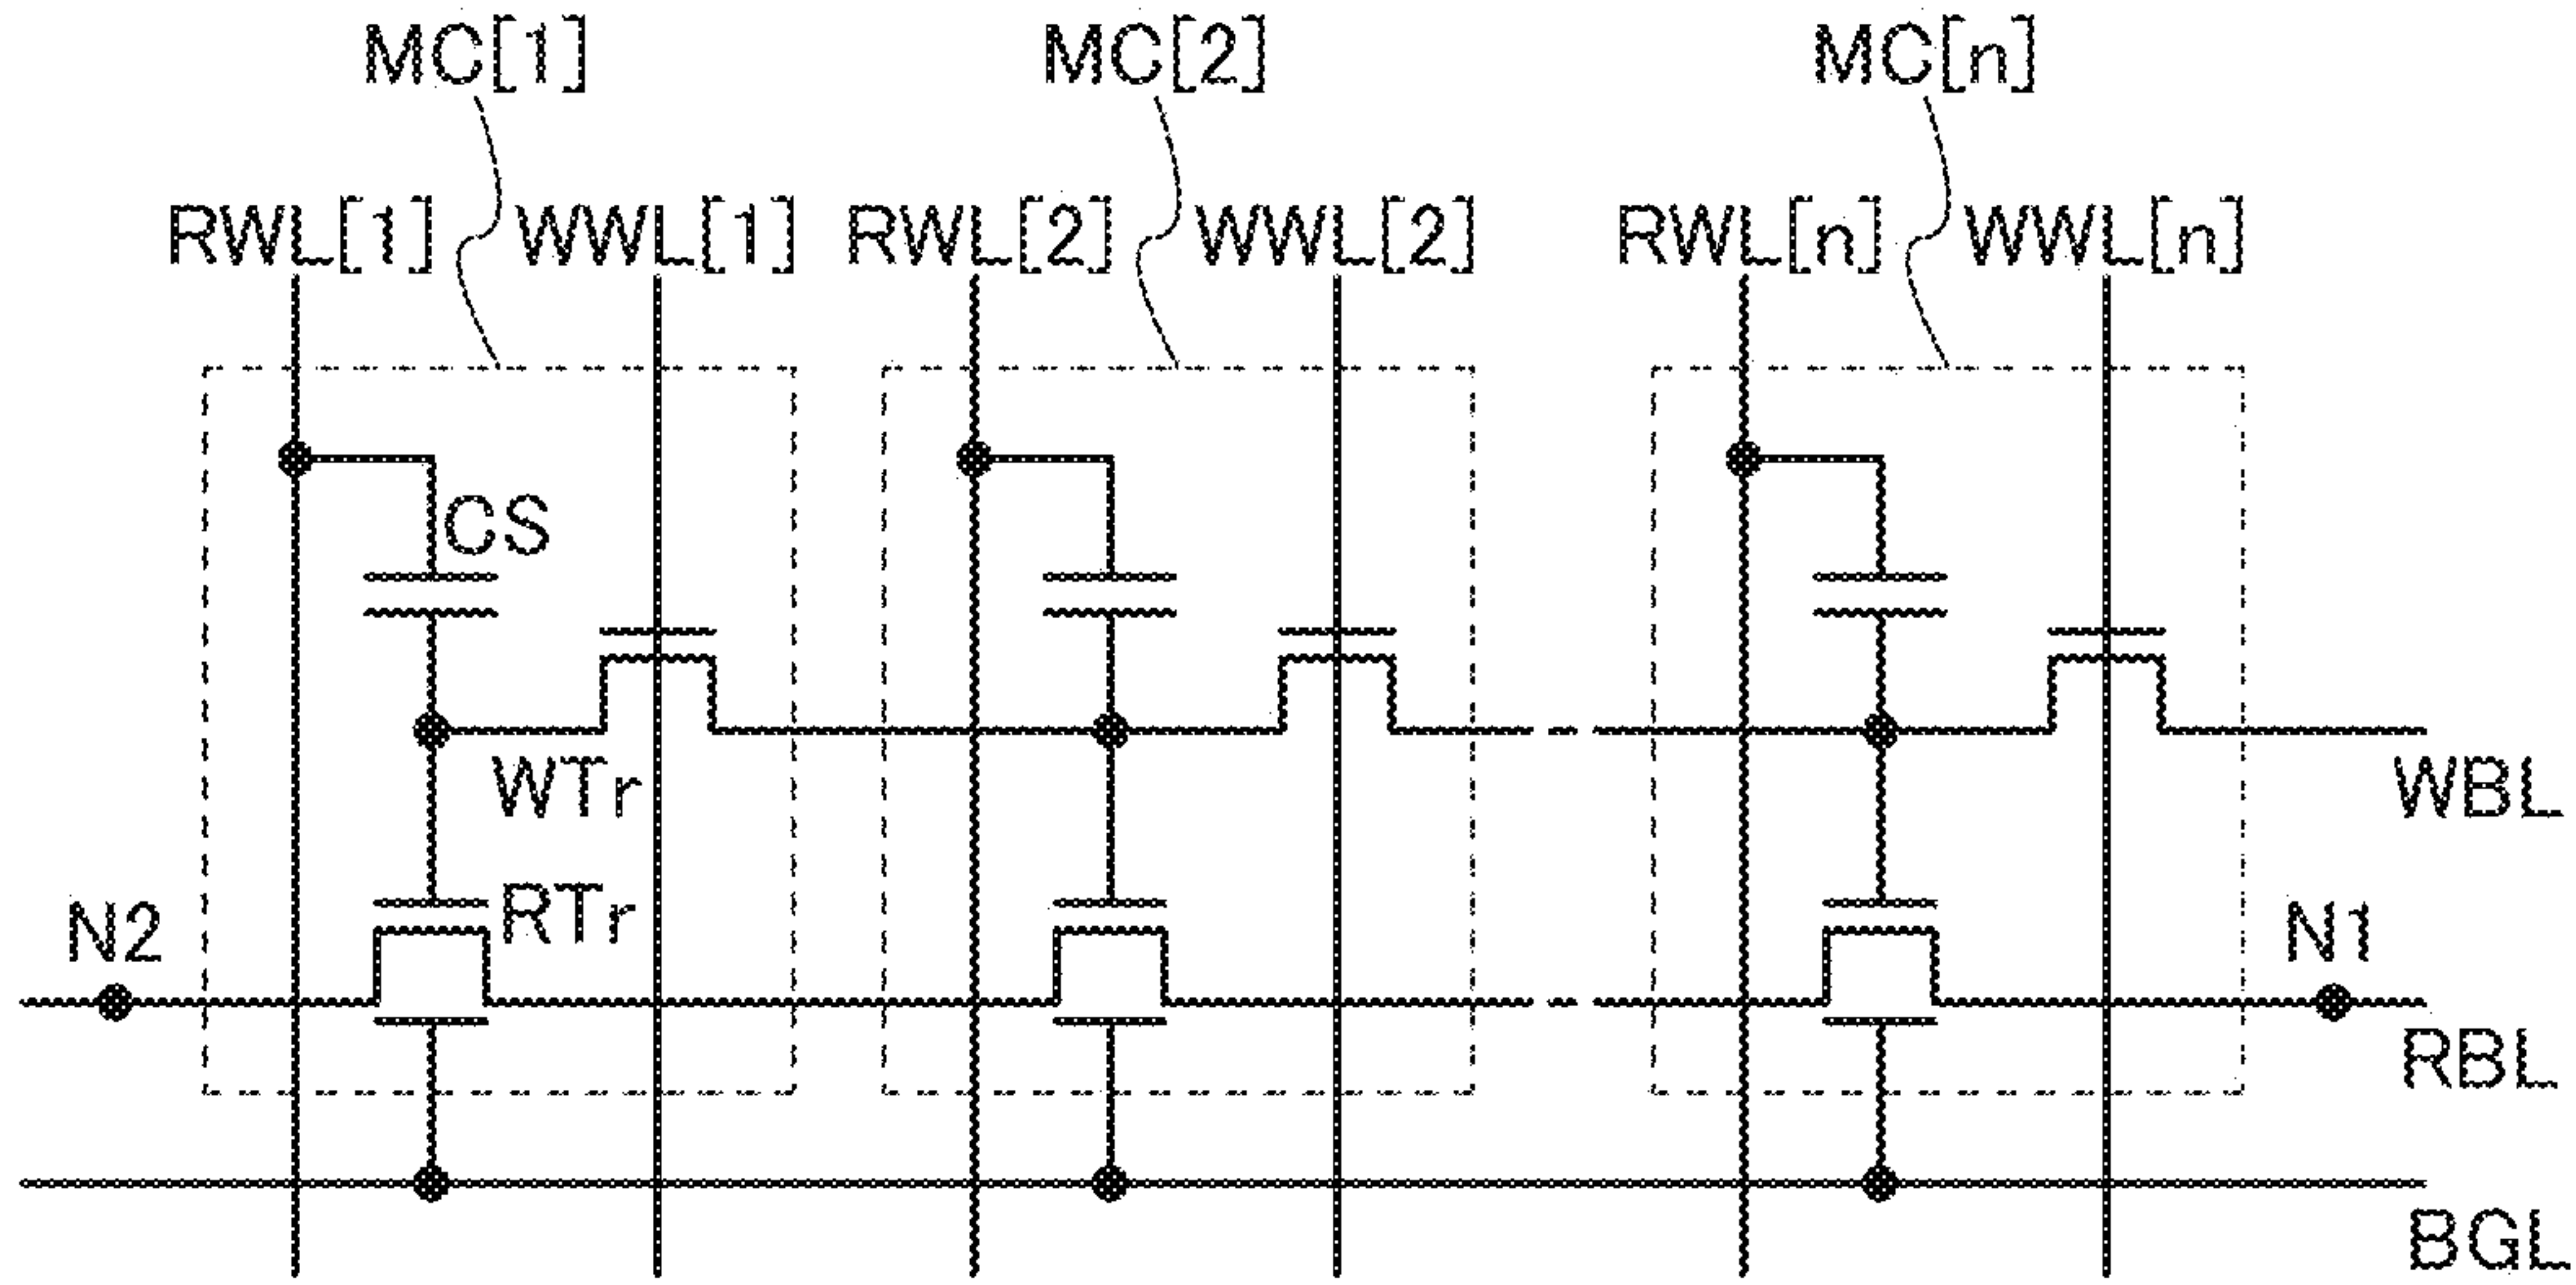 MC[1] MC[2] MC[n]
RWL[1] WWL[1] RWL[2] WWL[2] RWL[n] WWL[n]
CS
WTr
WBL
RTr
N2 N1
RBL
BGL